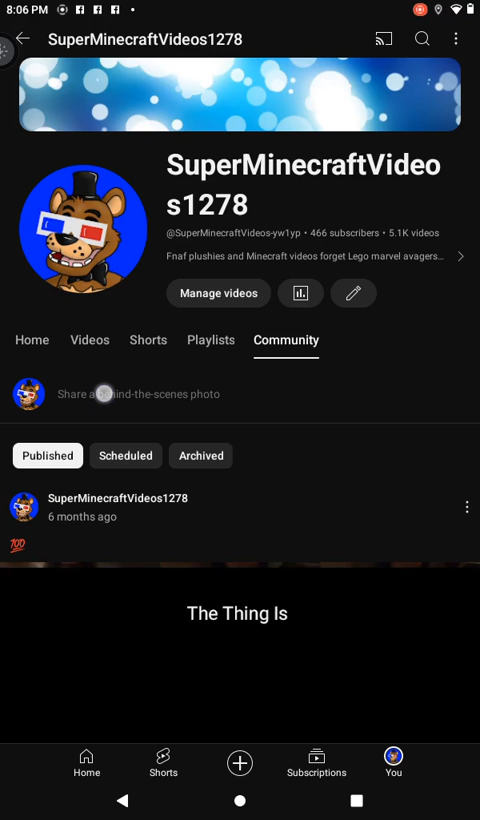 8:06 PM
SuperMinecraftVideos1278
SuperMinecraftVideo
s1278
@SuperMinecraftVideos-yw1yp • 466 subscribers • 5.1K videos
Fnaf plushies and Minecraft videos forget Lego marvel avagers...
Manage videos
Home Videos Shorts Playlists Community
Share a behind-the-scenes photo
Published Scheduled Archived
SuperMinecraftVideos1278
6 months ago
💯
The Thing Is
Home Shorts Subscriptions You